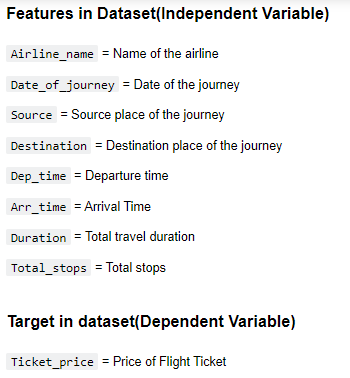 Features in Dataset(Independent Variable)
Airline_name = Name of the airline
Date_of_journey = Date of the journey
Source = Source place of the journey
Destination = Destination place of the journey
Dep_time = Departure time
Arr_time = Arrival Time
Duration = Total travel duration
Total_stops = Total stops
Target in dataset(Dependent Variable)
Ticket_price = Price of Flight Ticket